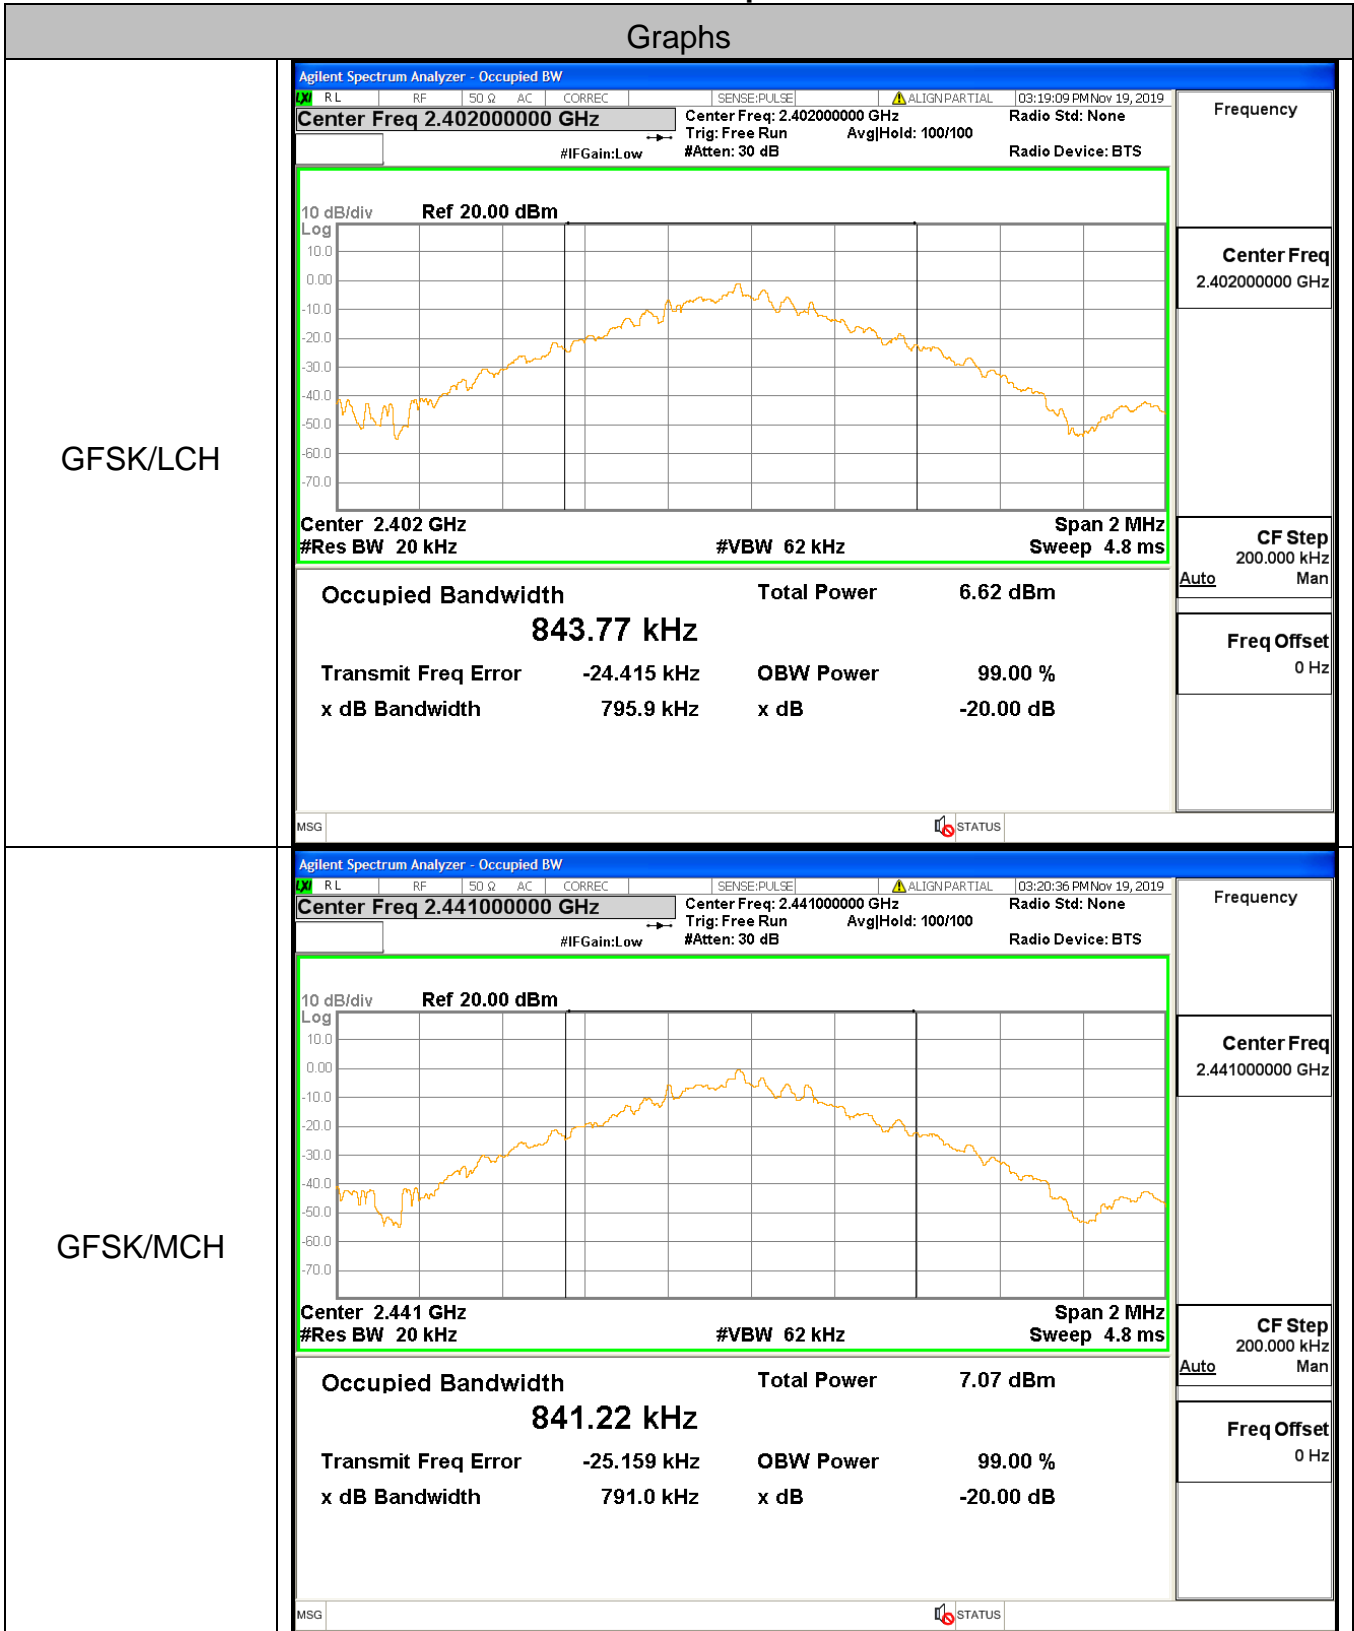 Graphs
GFSK/LCH
Agilent Spectrum Analyzer - Occupied BW
LXI RL RF 50 Ω AC CORREC SENSE:PULSE ALIGN PARTIAL 03:19:09 PM Nov 19, 2019
Center Freq 2.402000000 GHz
Center Freq: 2.402000000 GHz
Radio Std: None
Trig: Free Run Avg|Hold: 100/100
#IFGain:Low
#Atten: 30 dB
Radio Device: BTS
10 dB/div Ref 20.00 dBm
Log
10.0
0.00
-10.0
-20.0
-30.0
-40.0
-50.0
-60.0
-70.0
Center 2.402 GHz Span 2 MHz
#Res BW 20 kHz #VBW 62 kHz Sweep 4.8 ms
Occupied Bandwidth Total Power 6.62 dBm
843.77 kHz
Transmit Freq Error -24.415 kHz OBW Power 99.00 %
x dB Bandwidth 795.9 kHz x dB -20.00 dB
MSG STATUS
Frequency
Center Freq
2.402000000 GHz
CF Step
200.000 kHz
Auto Man
Freq Offset
0 Hz
GFSK/MCH
Agilent Spectrum Analyzer - Occupied BW
LXI RL RF 50 Ω AC CORREC SENSE:PULSE ALIGN PARTIAL 03:20:36 PM Nov 19, 2019
Center Freq 2.441000000 GHz
Center Freq: 2.441000000 GHz
Radio Std: None
Trig: Free Run Avg|Hold: 100/100
#IFGain:Low
#Atten: 30 dB
Radio Device: BTS
10 dB/div Ref 20.00 dBm
Log
10.0
0.00
-10.0
-20.0
-30.0
-40.0
-50.0
-60.0
-70.0
Center 2.441 GHz Span 2 MHz
#Res BW 20 kHz #VBW 62 kHz Sweep 4.8 ms
Occupied Bandwidth Total Power 7.07 dBm
841.22 kHz
Transmit Freq Error -25.159 kHz OBW Power 99.00 %
x dB Bandwidth 791.0 kHz x dB -20.00 dB
MSG STATUS
Frequency
Center Freq
2.441000000 GHz
CF Step
200.000 kHz
Auto Man
Freq Offset
0 Hz